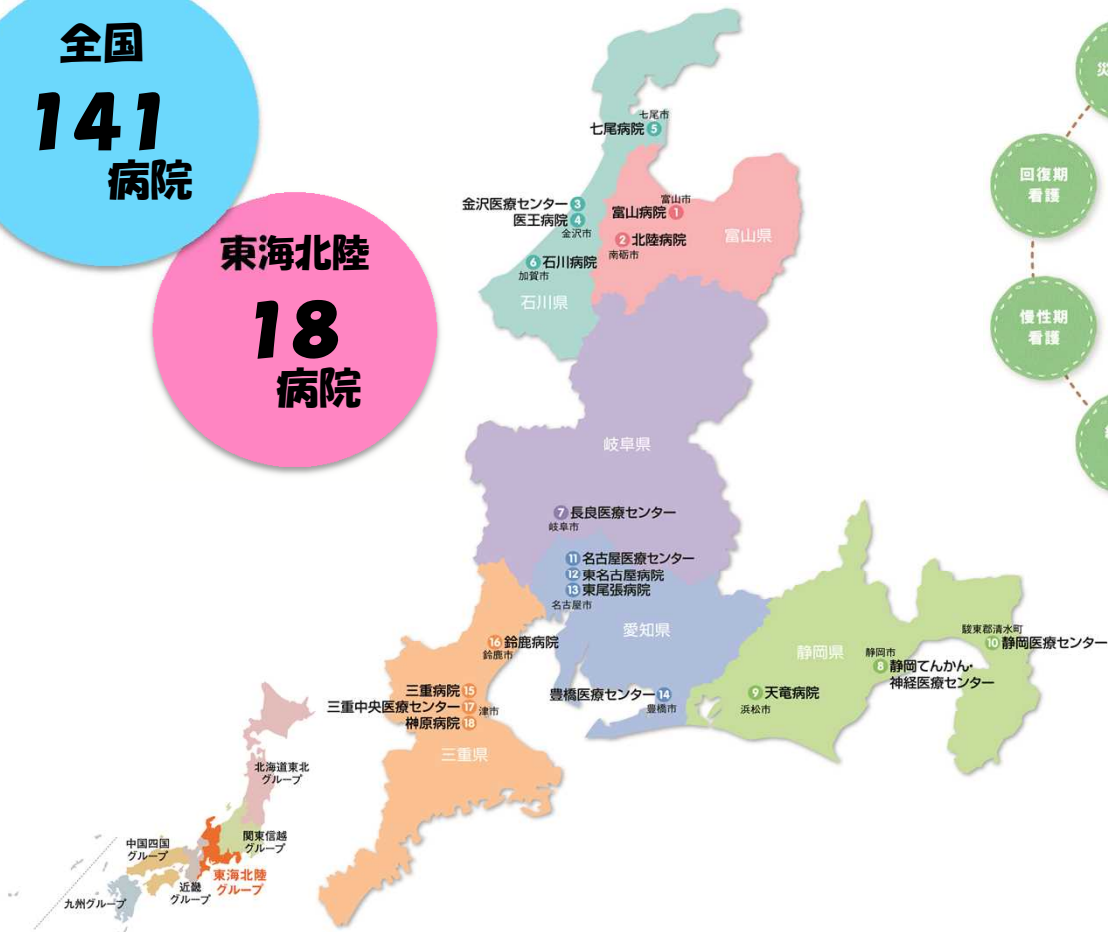 全国
141
病院
東海北陸
18
病院
七尾市
七尾病院 5
金沢医療センター 3
医王病院 4
金沢市
6 石川病院
加賀市
石川県
富山市
富山病院 1
2 北陸病院
南砺市
富山県
岐阜県
7 長良医療センター
岐阜市
11 名古屋医療センター
12 東名古屋病院
13 東尾張病院
名古屋市
愛知県
豊橋医療センター 14
豊橋市
16 鈴鹿病院
鈴鹿市
三重病院 15
三重中央医療センター 17 津市
榊原病院 18
三重県
静岡県
静岡市
8 静岡てんかん・
神経医療センター
9 天竜病院
浜松市
駿東郡清水町
10 静岡医療センター
災
回復期
看護
慢性期
看護
北海道東北
グループ
関東信越
グループ
東海北陸
グループ
中国四国
グループ
近畿
グループ
九州グループ